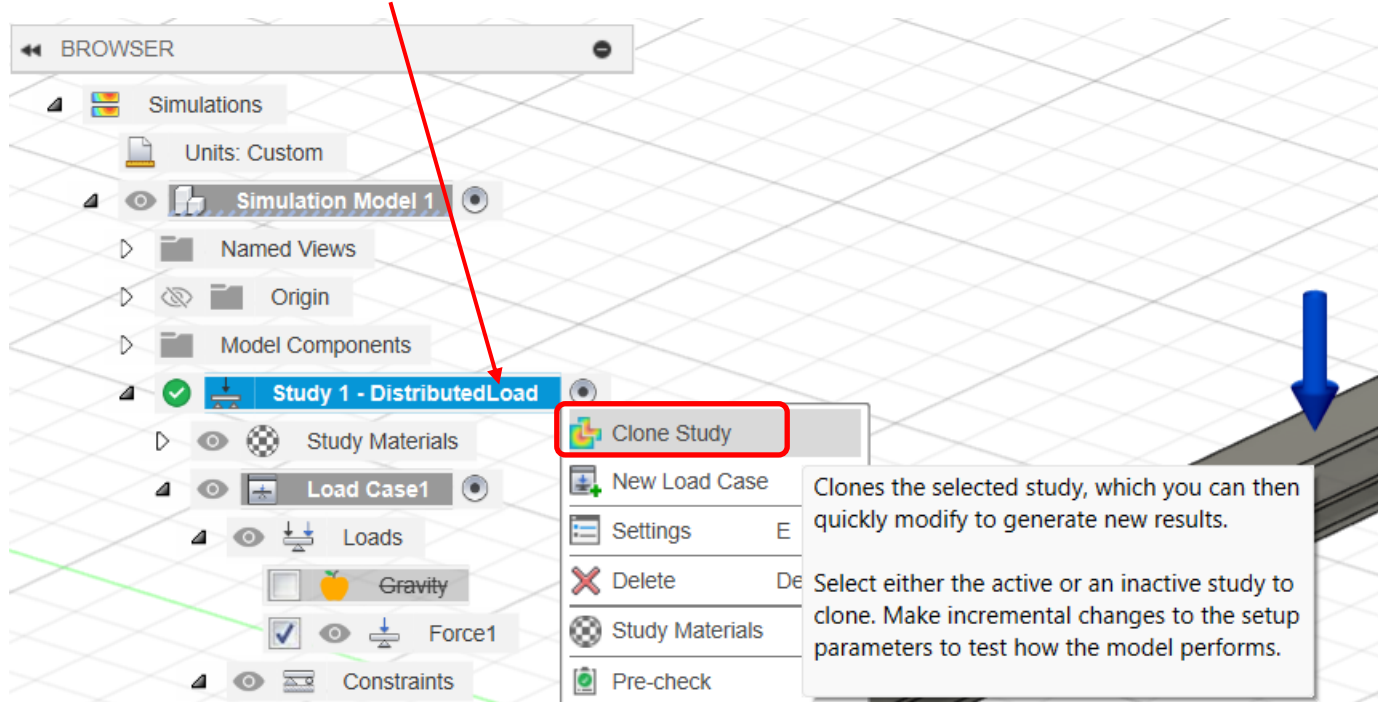 BROWSER
Simulations
Units: Custom
Simulation Model 1
Named Views
Origin
Model Components
Study 1 - DistributedLoad
Study Materials
Load Case1
Loads
Gravity
Force1
Constraints
Clone Study
New Load Case
Settings E
Delete De
Study Materials
Pre-check
Clones the selected study, which you can then
quickly modify to generate new results.
Select either the active or an inactive study to
clone. Make incremental changes to the setup
parameters to test how the model performs.